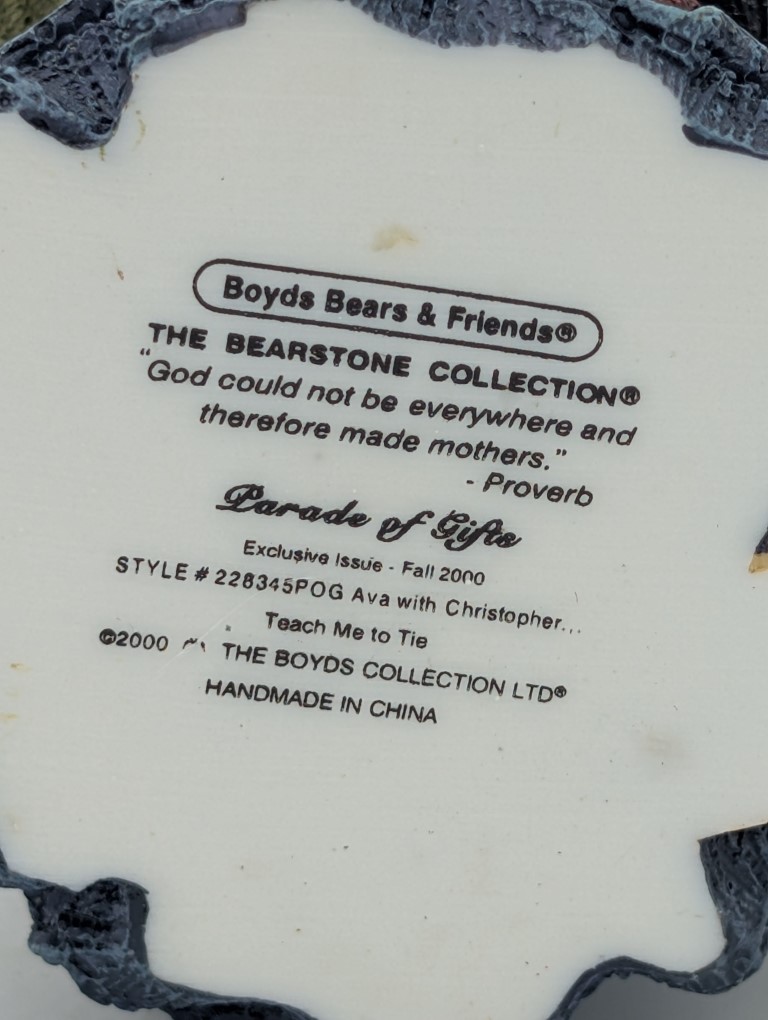 Boyds Bears & Friends®
THE BEARSTONE COLLECTION®
"God could not be everywhere and
therefore made mothers."
- Proverb
Parade of Gifts
Exclusive Issue - Fall 2000
STYLE # 228345POG Ava with Christopher...
Teach Me to Tie
©2000 THE BOYDS COLLECTION LTD®
HANDMADE IN CHINA